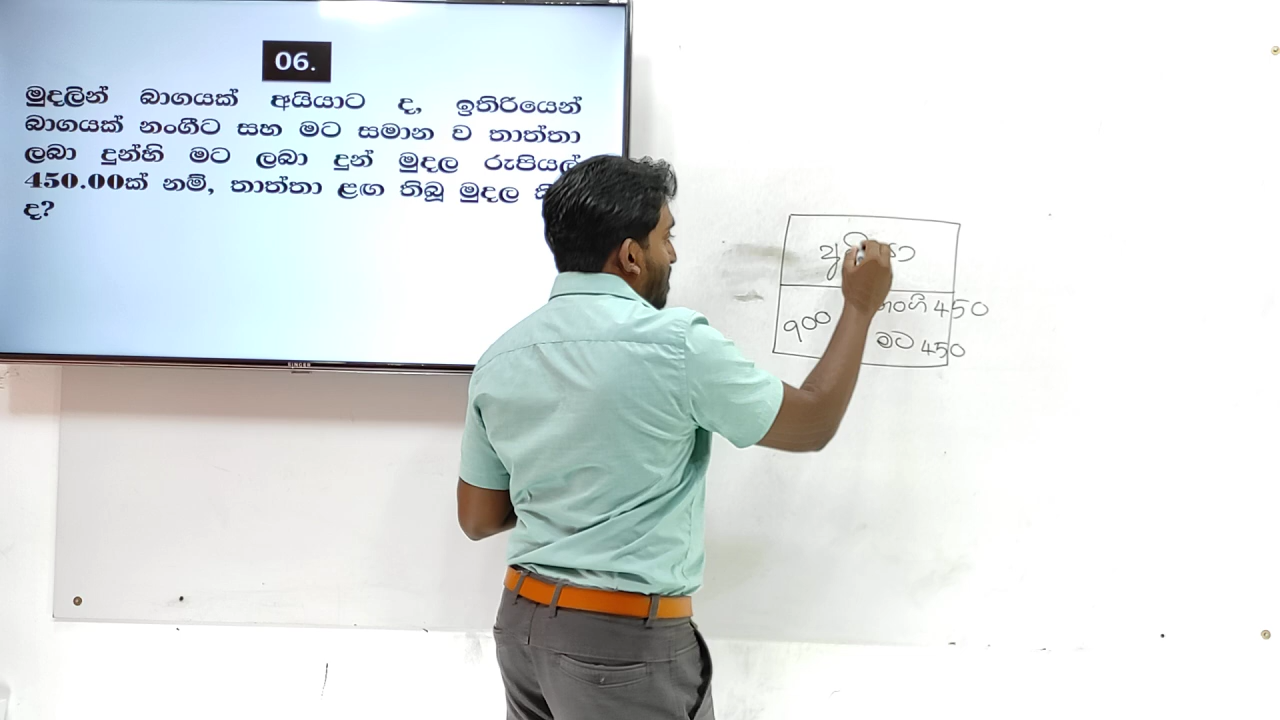 06.
මුදලින් බාගයක් අයියාට ද, ඉතිරියෙන්
බාගයක් නංගීට සහ මට සමාන ව තාත්තා
ලබා දුන්හි මට ලබා දුන් මුදල රුපියල්
450.00ක් නම්, තාත්තා ළඟ තිබූ මුදල
ද?
SINGER
450
900
මට 450